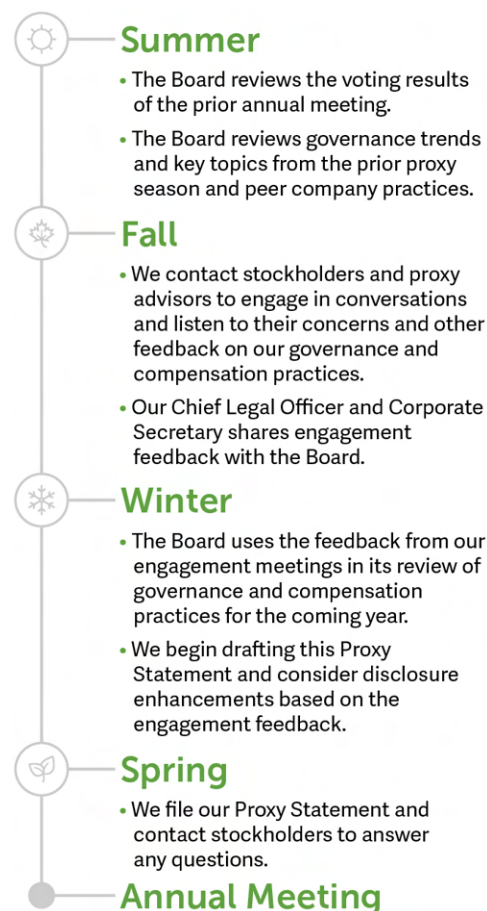 Summer
• The Board reviews the voting results
of the prior annual meeting.
• The Board reviews governance trends
and key topics from the prior proxy
season and peer company practices.
Fall
• We contact stockholders and proxy
advisors to engage in conversations
and listen to their concerns and other
feedback on our governance and
compensation practices.
• Our Chief Legal Officer and Corporate
Secretary shares engagement
feedback with the Board.
Winter
• The Board uses the feedback from our
engagement meetings in its review of
governance and compensation
practices for the coming year.
• We begin drafting this Proxy
Statement and consider disclosure
enhancements based on the
engagement feedback.
Spring
• We file our Proxy Statement and
contact stockholders to answer
any questions.
Annual Meeting